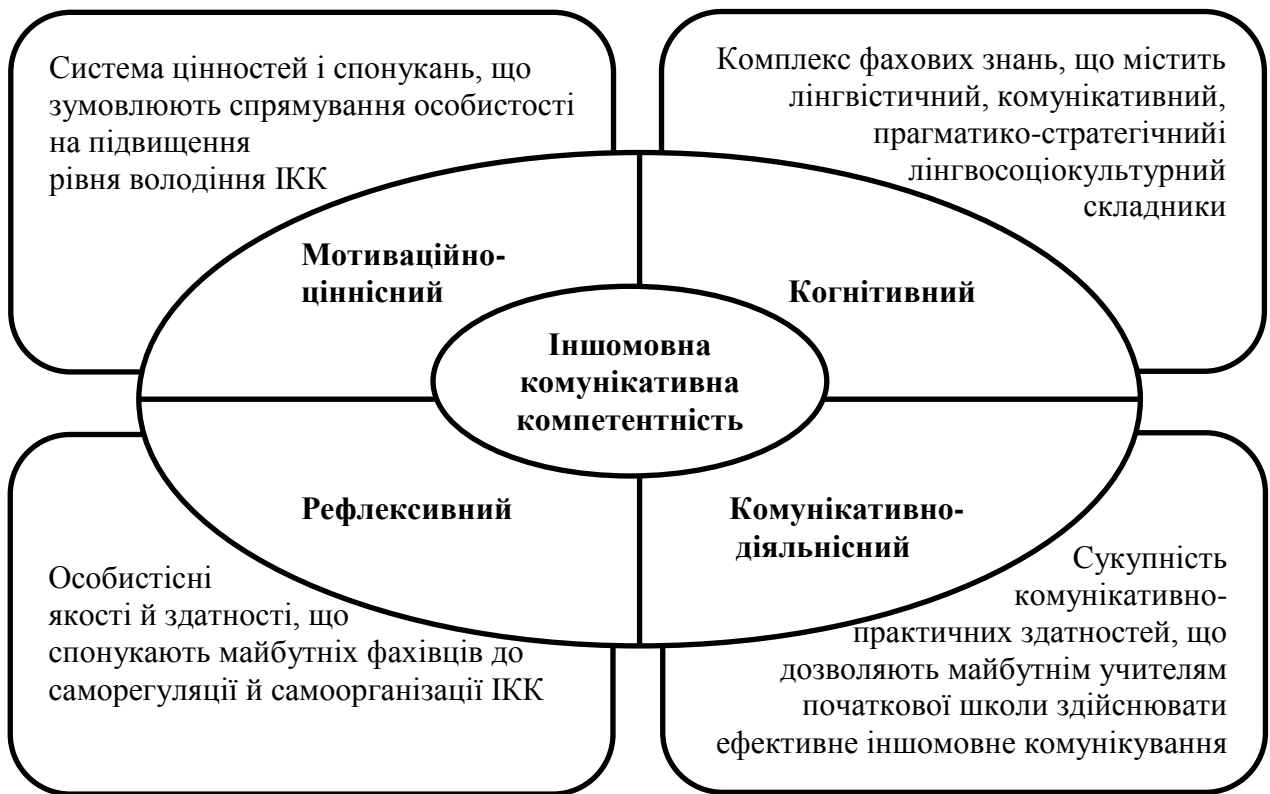 Система цінностей і спонукань, що
зумовлюють спрямування особистості
на підвищення
рівня володіння ІКК
Комплекс фахових знань, що містить
лінгвістичний, комунікативний,
прагматико-стратегічнийі
лінгвосоціокультурний
складники
Мотиваційно-
ціннісний
Когнітивний
Іншомовна
комунікативна
компетентність
Рефлексивний
Комунікативно-
діяльнісний
Особистісні
якості й здатності, що
спонукають майбутніх фахівців до
саморегуляції й самоорганізації ІКК
Сукупність
комунікативно-
практичних здатностей, що
дозволяють майбутнім учителям
початкової школи здійснювати
ефективне іншомовне комунікування